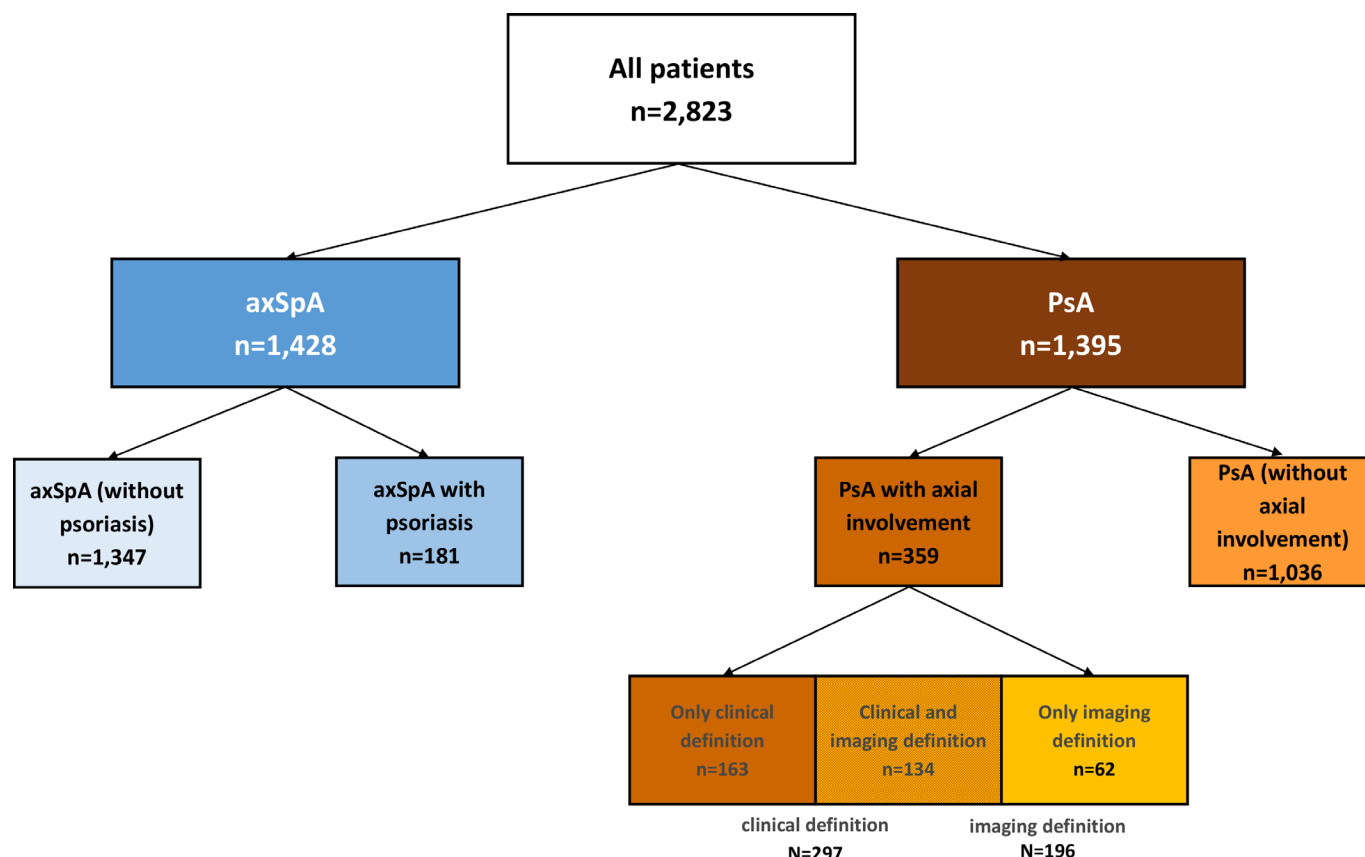 All patients
n=2,823
axSpA
n=1,428
PsA
n=1,395
axSpA (without
psoriasis)
n=1,347
axSpA with
psoriasis
n=181
PsA with axial
involvement
n=359
PsA (without
axial
involvement)
n=1,036
Only clinical
definition
n=163
Clinical and
imaging definition
n=134
Only imaging
definition
n=62
clinical definition
N=297
imaging definition
N=196